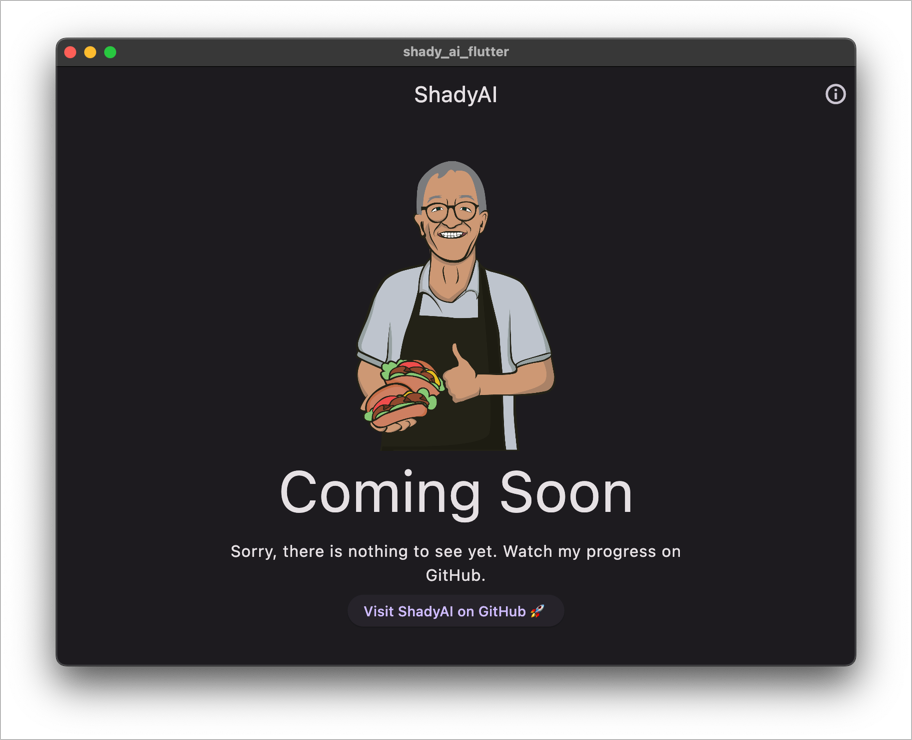 shady_ai_flutter
ShadyAI
Coming Soon
Sorry, there is nothing to see yet. Watch my progress on
GitHub.
Visit ShadyAI on GitHub 🚀